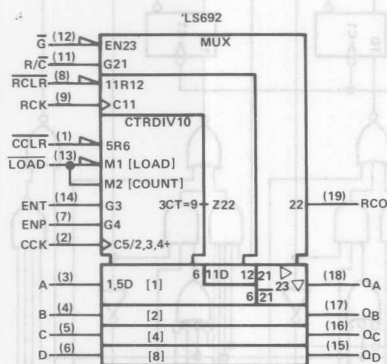 'LS692
MUX
G (12) EN23
R/C (11) G21
RCLR (8) 11R12
RCK (9) C11
CTRDIV10
CCLR (1) 5R6
LOAD (13) M1 [LOAD]
M2 [COUNT]
ENT (14) G3 3CT=9 Z22 22 (19) RCO
ENP (7) G4
CCK (2) C5/2,3,4+
6 11D 12 21
A (3) 1,5D [1] 23 (18) QA
6 21
B (4) [2] (17) QB
C (5) [4] (16) QC
D (6) [8] (15) QD